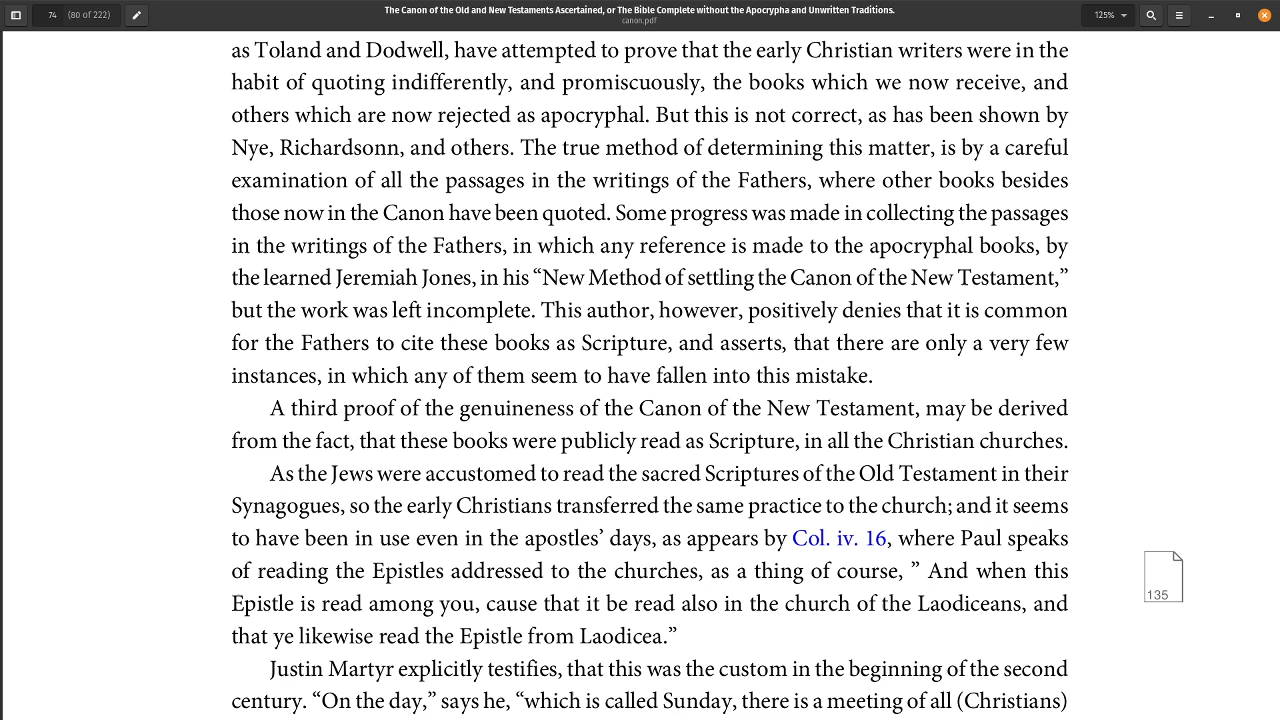 74
(80 of 222)
The Canon of the Old and New Testaments Ascertained, or The Bible Complete without the Apocrypha and Unwritten Traditions.
canon.pdf
125%
as Toland and Dodwell, have attempted to prove that the early Christian writers were in the
habit of quoting indifferently, and promiscuously, the books which we now receive, and
others which are now rejected as apocryphal. But this is not correct, as has been shown by
Nye, Richardsonn, and others. The true method of determining this matter, is by a careful
examination of all the passages in the writings of the Fathers, where other books besides
those now in the Canon have been quoted. Some progress was made in collecting the passages
in the writings of the Fathers, in which any reference is made to the apocryphal books, by
the learned Jeremiah Jones, in his “New Method of settling the Canon of the New Testament,”
but the work was left incomplete. This author, however, positively denies that it is common
for the Fathers to cite these books as Scripture, and asserts, that there are only a very few
instances, in which any of them seem to have fallen into this mistake.
A third proof of the genuineness of the Canon of the New Testament, may be derived
from the fact, that these books were publicly read as Scripture, in all the Christian churches.
As the Jews were accustomed to read the sacred Scriptures of the Old Testament in their
Synagogues, so the early Christians transferred the same practice to the church; and it seems
to have been in use even in the apostles’ days, as appears by Col. iv. 16, where Paul speaks
of reading the Epistles addressed to the churches, as a thing of course, ” And when this
Epistle is read among you, cause that it be read also in the church of the Laodiceans, and
that ye likewise read the Epistle from Laodicea.”
135
Justin Martyr explicitly testifies, that this was the custom in the beginning of the second
century. “On the day,” says he, “which is called Sunday, there is a meeting of all (Christians)